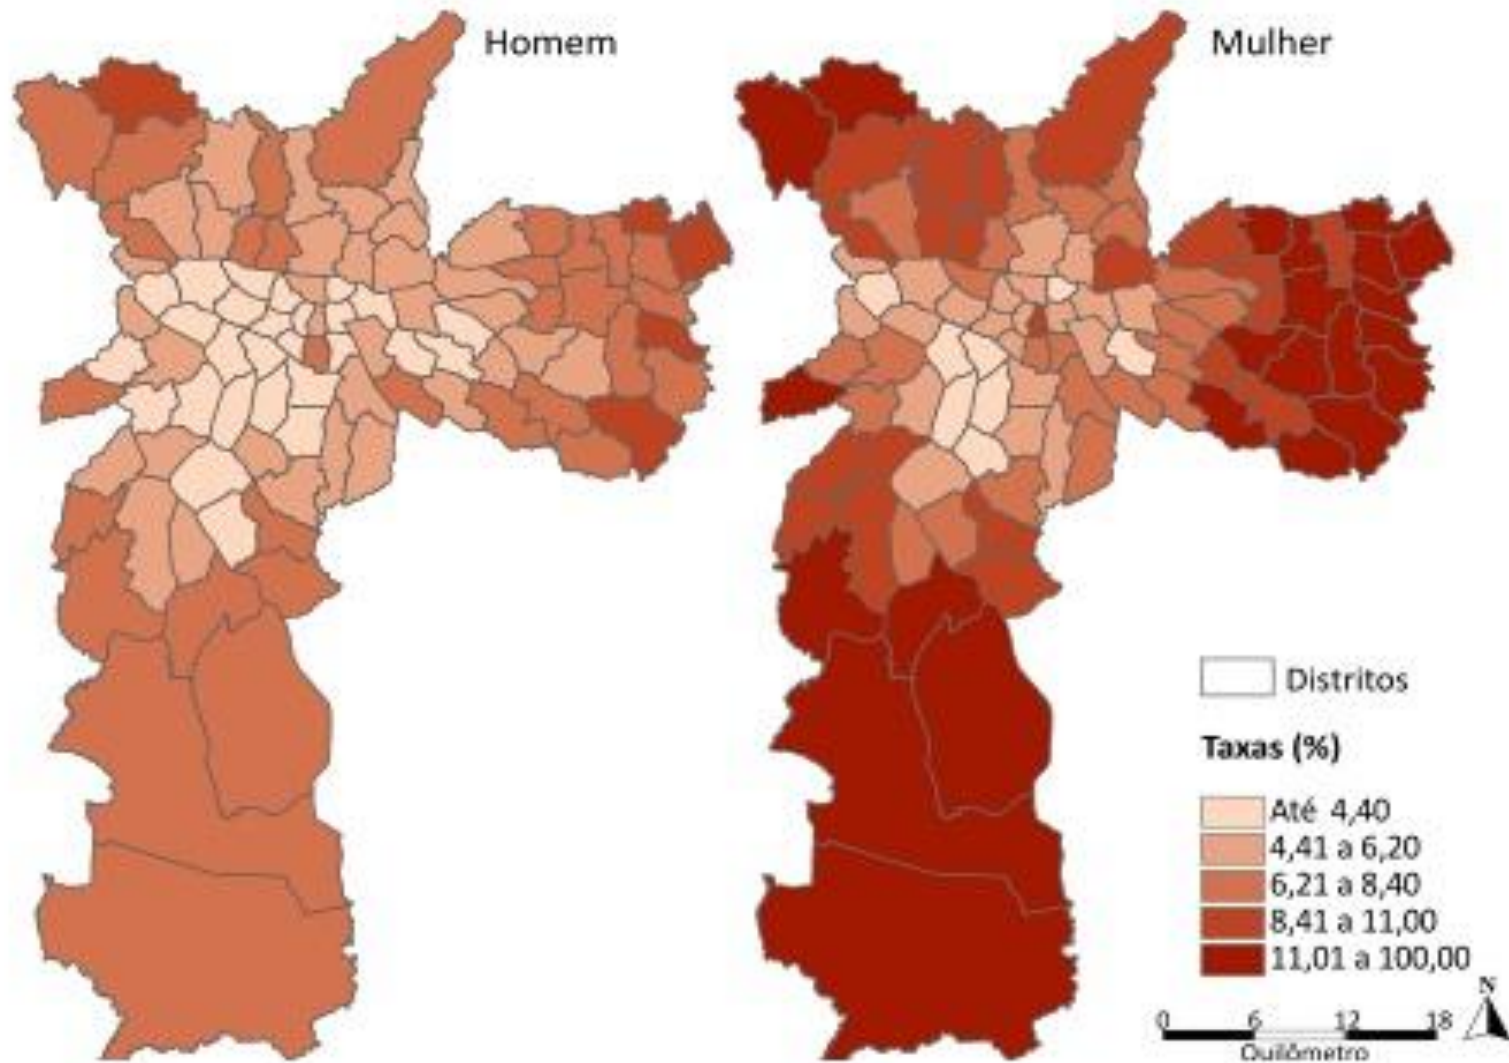 Homem
Mulher
Distritos
Taxas (%)
Até 4,40
4,41 a 6,20
6,21 a 8,40
8,41 a 11,00
11,01 a 100,00
N
0 6 12 18
Quilômetro